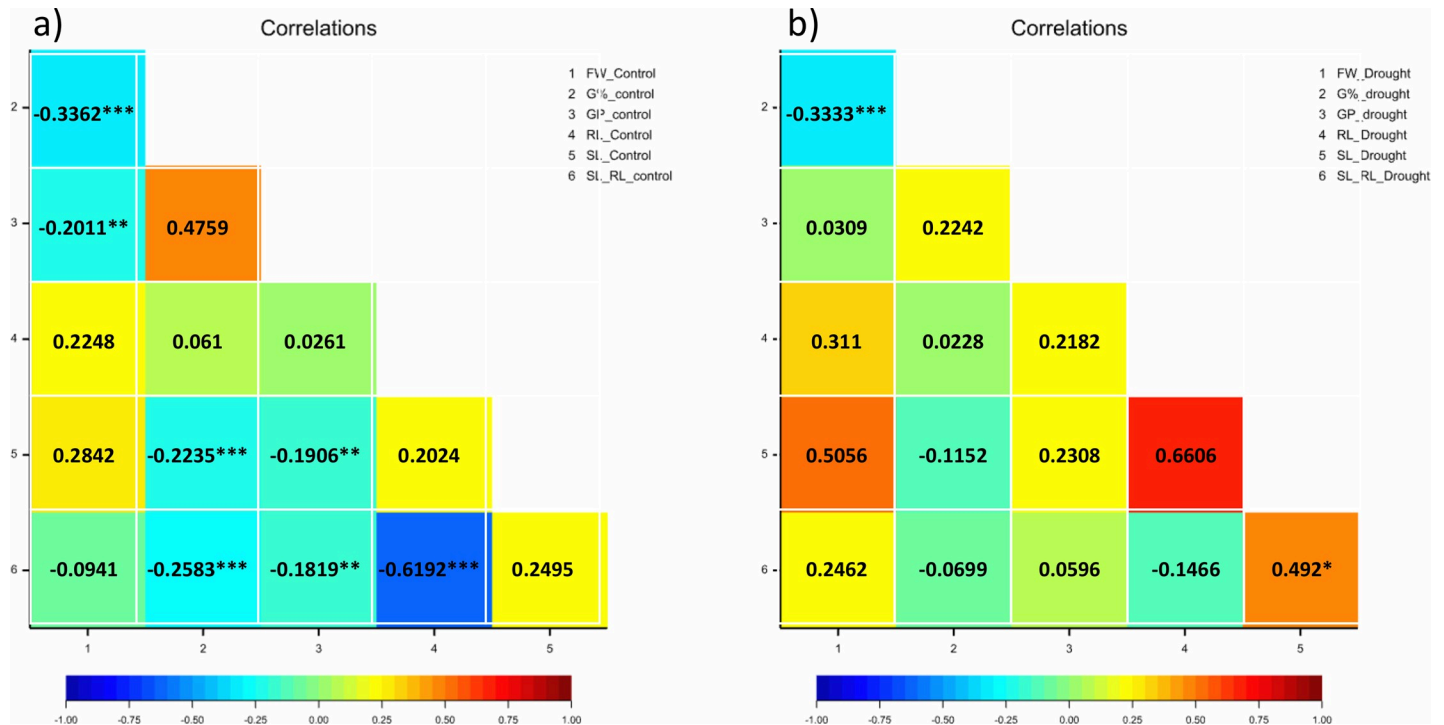 a)
Correlations
1 FW_Control
2 G%_control
3 GP_control
4 RL_Control
5 SL_Control
6 SL_RL_control
2
-0.3362***
3
-0.2011** 0.4759
4
0.2248 0.061 0.0261
5
0.2842 -0.2235*** -0.1906** 0.2024
6
-0.0941 -0.2583*** -0.1819** -0.6192*** 0.2495
1 2 3 4 5
-1.00 -0.75 -0.50 -0.25 0.00 0.25 0.50 0.75 1.00
b)
Correlations
1 FW_Drought
2 G%_drought
3 GP_drought
4 RL_Drought
5 SL_Drought
6 SL_RL_Drought
2
-0.3333***
3
0.0309 0.2242
4
0.311 0.0228 0.2182
5
0.5056 -0.1152 0.2308 0.6606
6
0.2462 -0.0699 0.0596 -0.1466 0.492*
1 2 3 4 5
-1.00 -0.75 -0.50 -0.25 0.00 0.25 0.50 0.75 1.00